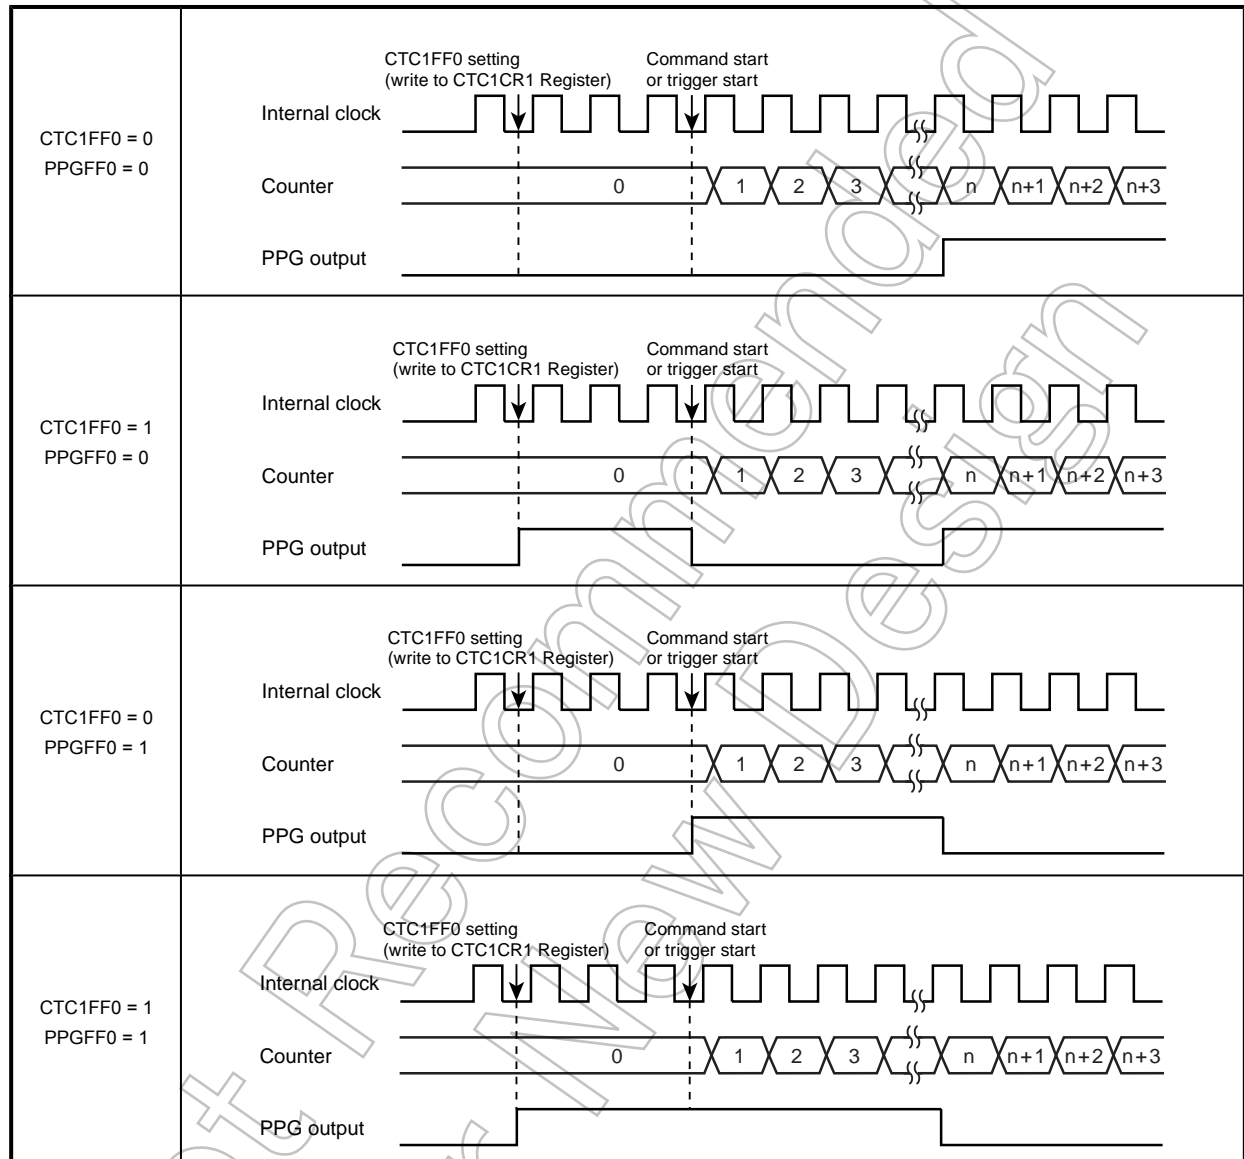 CTC1FF0 = 0
PPGFF0 = 0
CTC1FF0 setting
(write to CTC1CR1 Register)
Command start
or trigger start
Internal clock
Counter
0 1 2 3 n n+1 n+2 n+3
PPG output
CTC1FF0 = 1
PPGFF0 = 0
CTC1FF0 setting
(write to CTC1CR1 Register)
Command start
or trigger start
Internal clock
Counter
0 1 2 3 n n+1 n+2 n+3
PPG output
CTC1FF0 = 0
PPGFF0 = 1
CTC1FF0 setting
(write to CTC1CR1 Register)
Command start
or trigger start
Internal clock
Counter
0 1 2 3 n n+1 n+2 n+3
PPG output
CTC1FF0 = 1
PPGFF0 = 1
CTC1FF0 setting
(write to CTC1CR1 Register)
Command start
or trigger start
Internal clock
Counter
0 1 2 3 n n+1 n+2 n+3
PPG output
Recommended
New Design